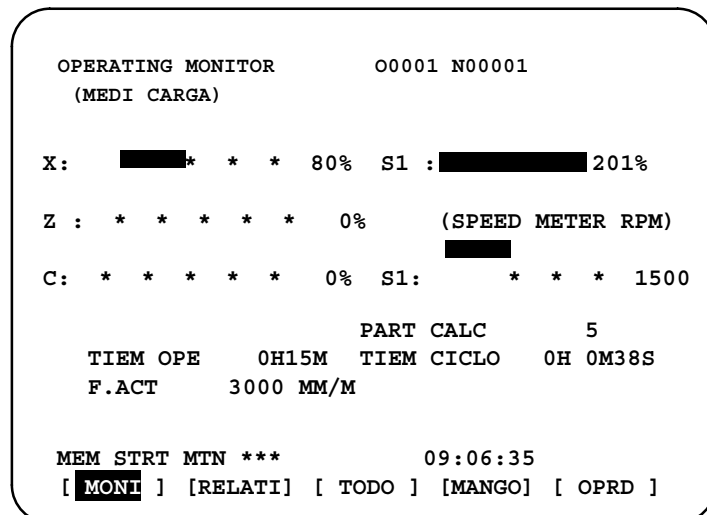 OPERATING MONITOR O0001 N00001
(MEDI CARGA)
X: * * * 80% S1 : 201%
Z : * * * * * 0% (SPEED METER RPM)
C: * * * * * 0% S1: * * * 1500
PART CALC 5
TIEM OPE 0H15M TIEM CICLO 0H 0M38S
F.ACT 3000 MM/M
MEM STRT MTN *** 09:06:35
[ MONI ] [RELATI] [ TODO ] [MANGO] [ OPRD ]